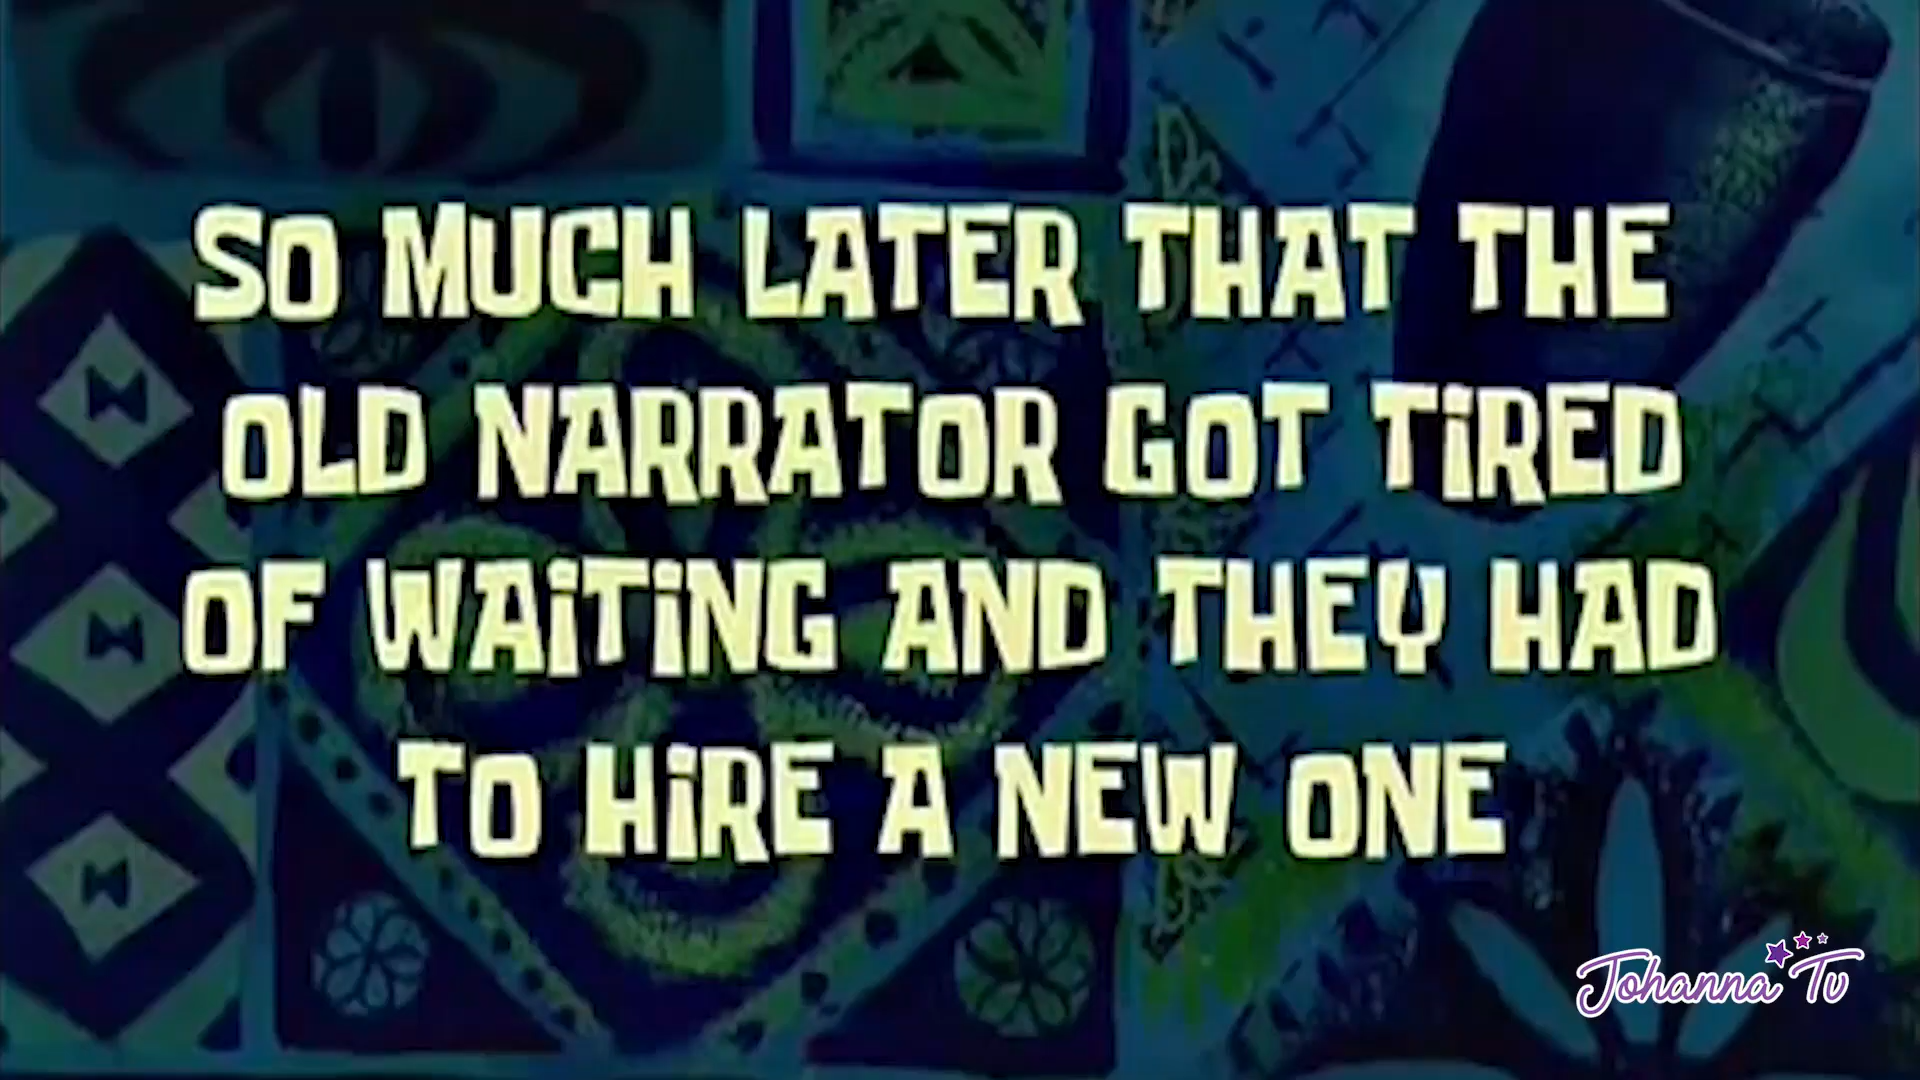 SO MUCH LATER THAT THE
OLD NARRATOR GOT TIRED
OF WAITING AND THEY HAD
TO HIRE A NEW ONE
Johanna Tv